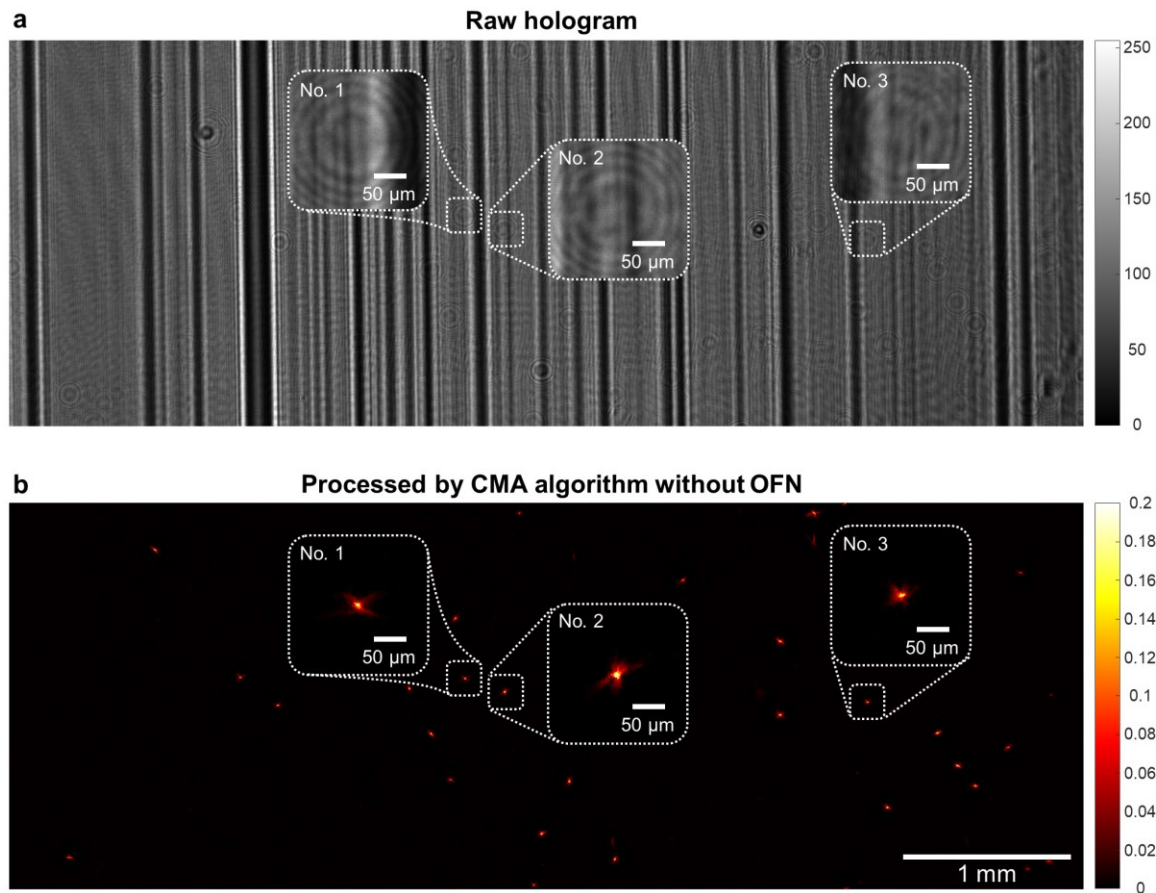 a
Raw hologram
No. 1
50 µm
No. 2
50 µm
No. 3
50 µm
250
200
150
100
50
0
b
Processed by CMA algorithm without OFN
No. 1
50 µm
No. 2
50 µm
No. 3
50 µm
1 mm
0.2
0.18
0.16
0.14
0.12
0.1
0.08
0.06
0.04
0.02
0